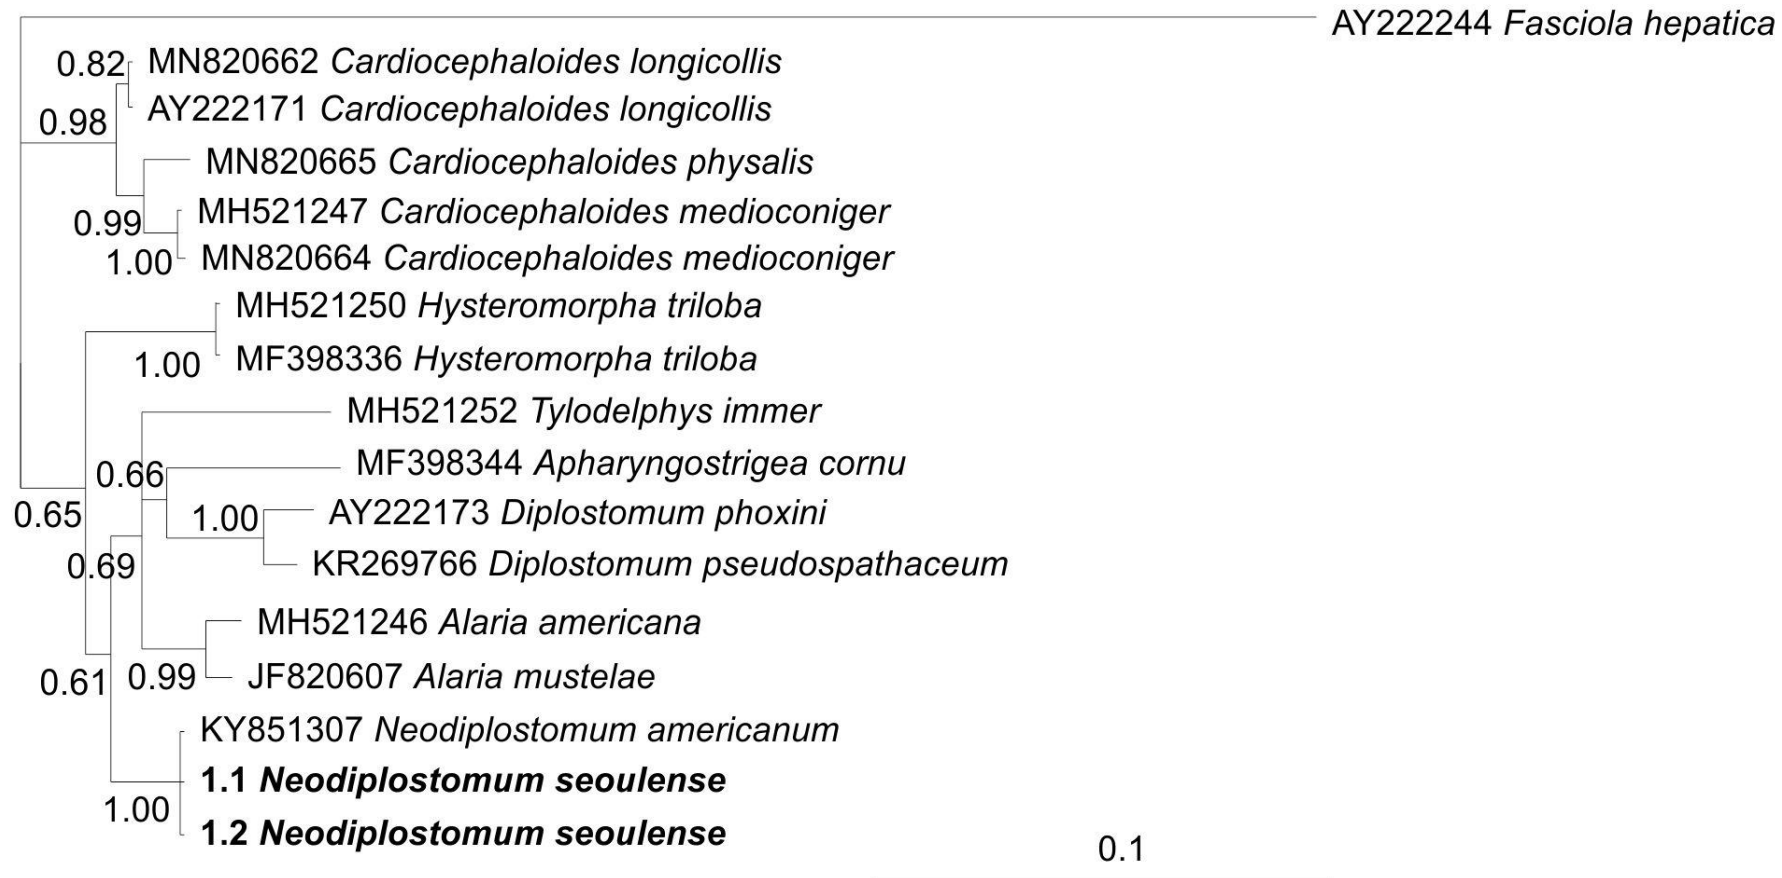 AY222244 Fasciola hepatica
0.82 MN820662 Cardiocephaloides longicollis
AY222171 Cardiocephaloides longicollis
0.98
MN820665 Cardiocephaloides physalis
MH521247 Cardiocephaloides medioconiger
0.99
1.00 MN820664 Cardiocephaloides medioconiger
MH521250 Hysteromorpha triloba
1.00 MF398336 Hysteromorpha triloba
MH521252 Tylodelphys immer
MF398344 Apharyngostrigea cornu
0.66
0.65
1.00 AY222173 Diplostomum phoxini
0.69
KR269766 Diplostomum pseudospathaceum
MH521246 Alaria americana
0.61
0.99 JF820607 Alaria mustelae
KY851307 Neodiplostomum americanum
1.1 Neodiplostomum seoulense
1.00
1.2 Neodiplostomum seoulense
0.1